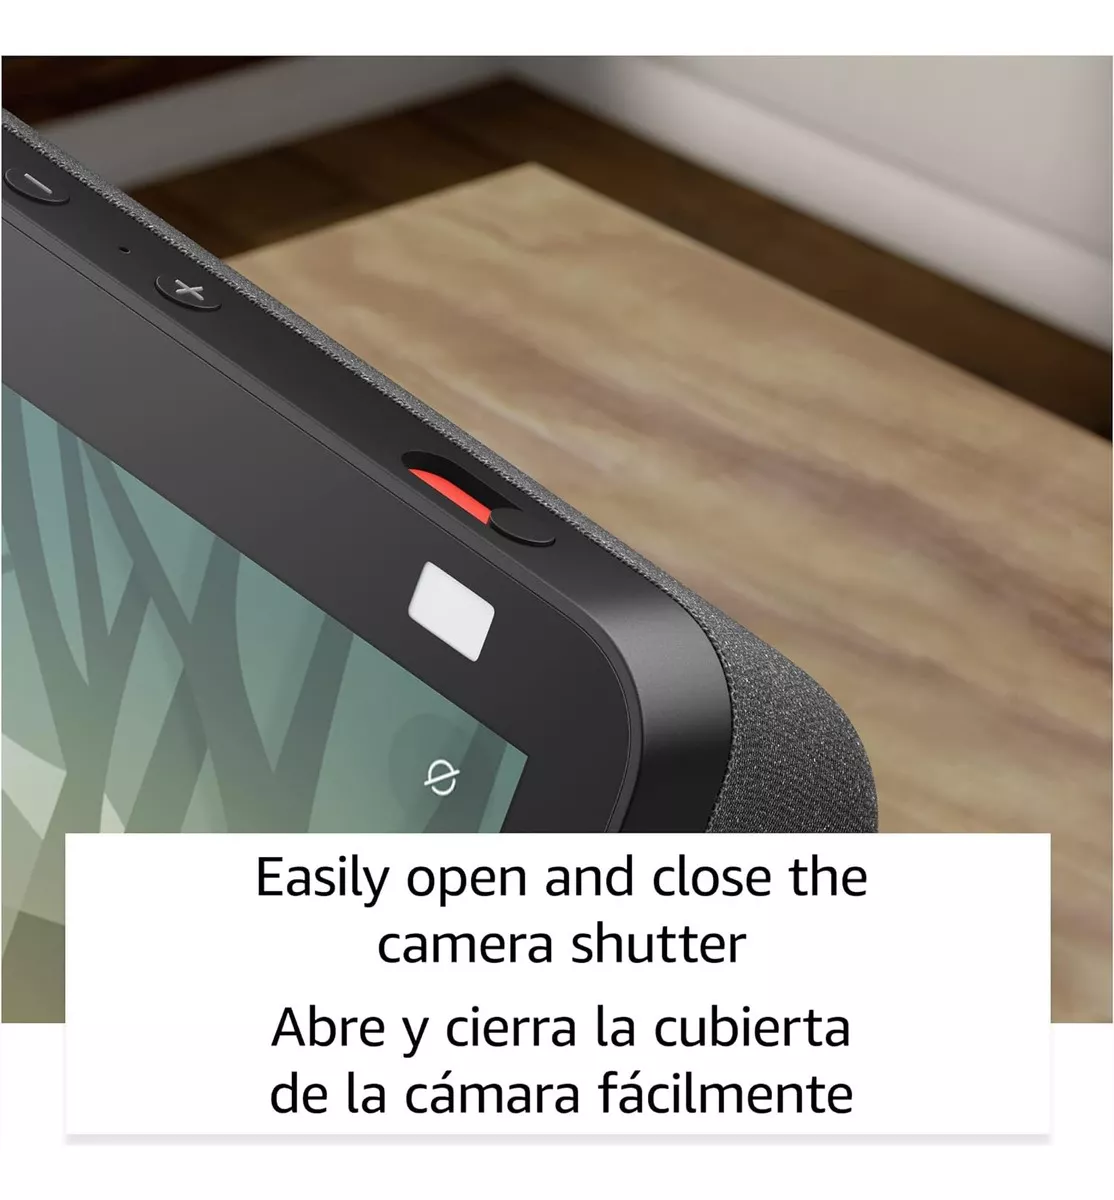 Easily open and close the
camera shutter
Abre y cierra la cubierta
de la cámara fácilmente